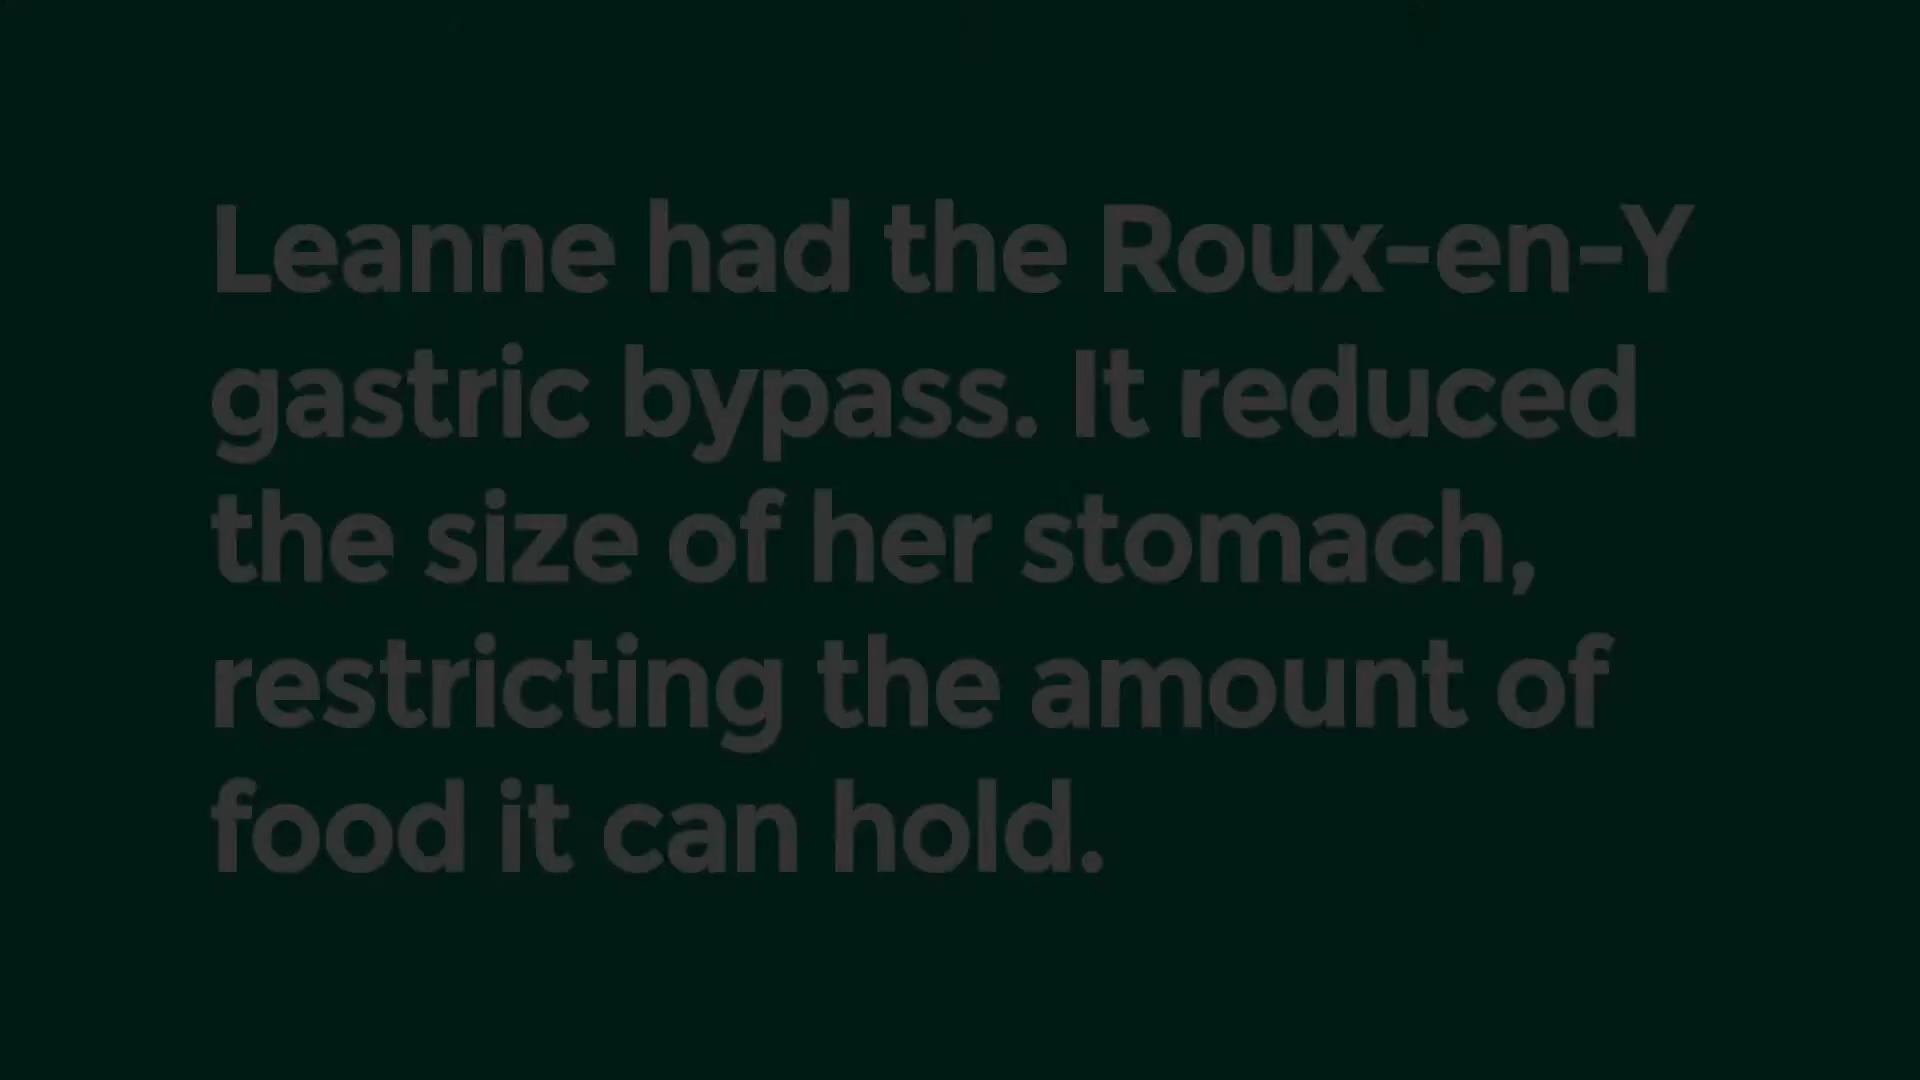 Leanne had the Roux-en-Y
gastric bypass. It reduced
the size of her stomach,
restricting the amount of
food it can hold.